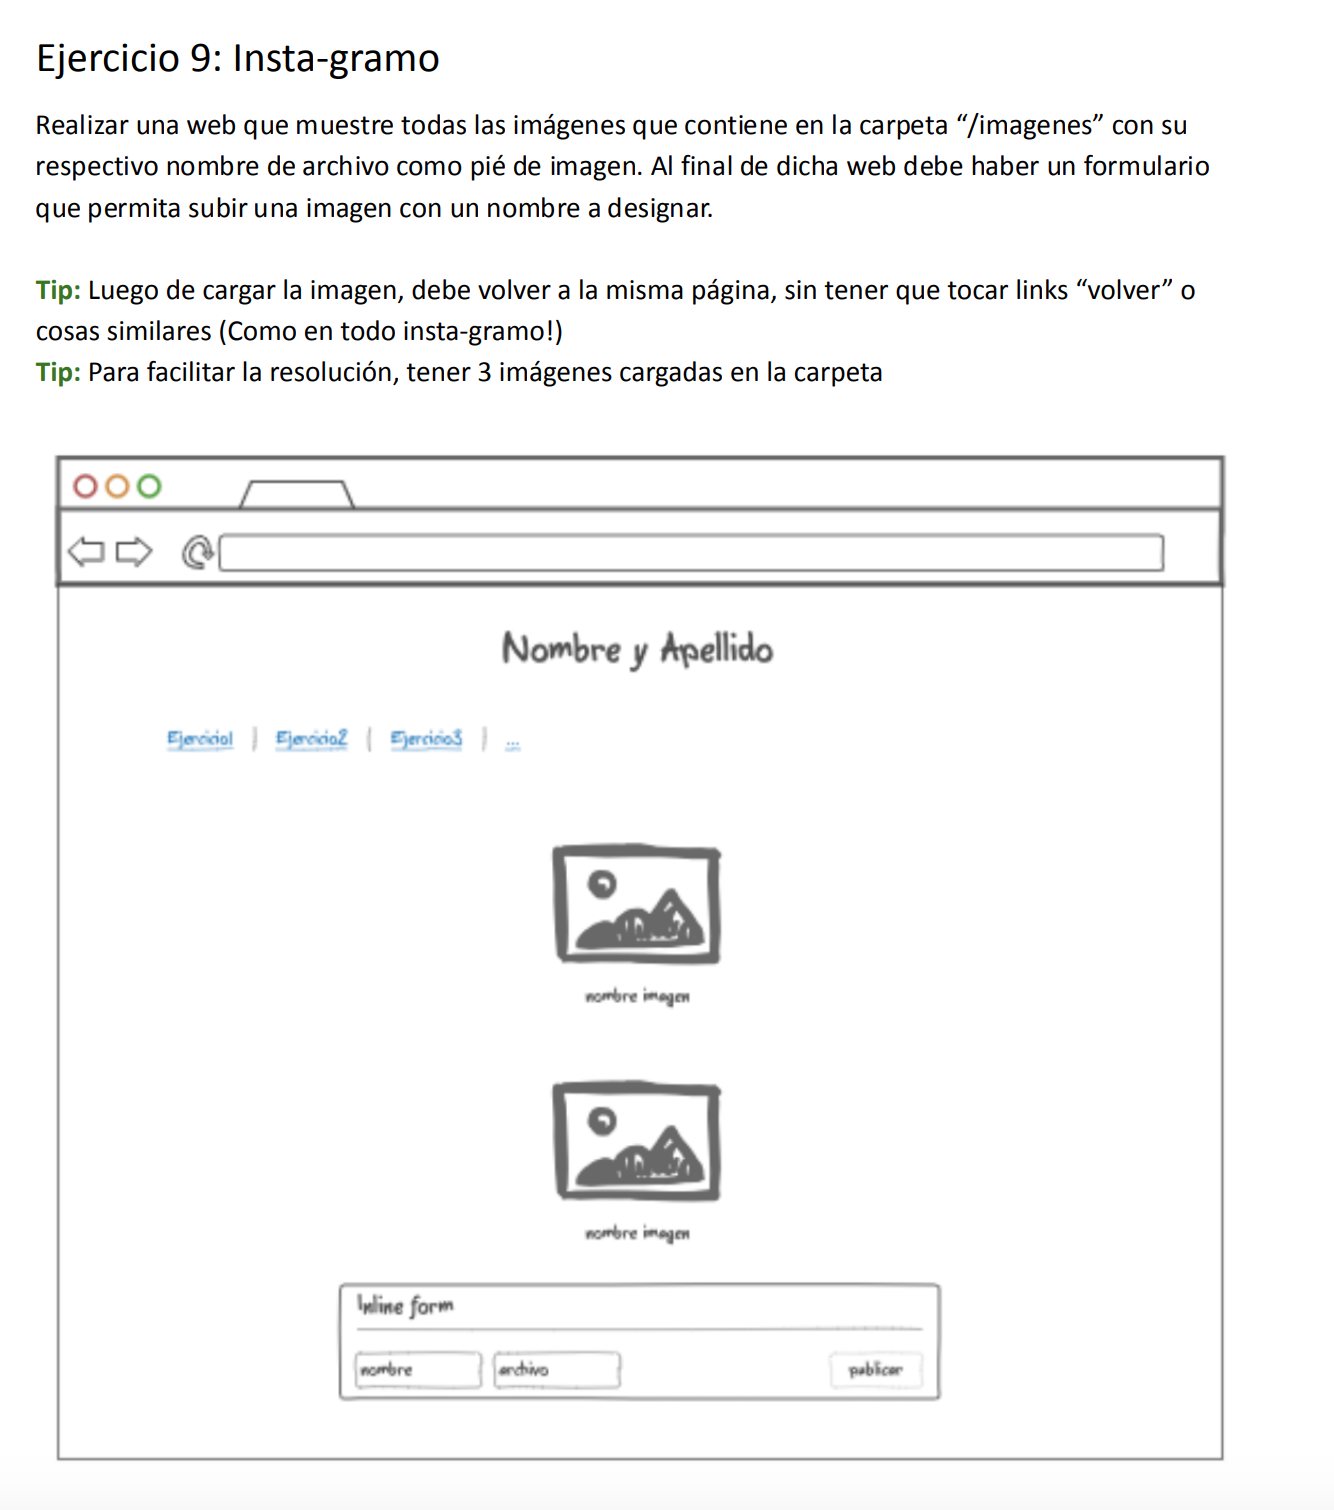 Ejercicio 9: Insta-gramo
Realizar una web que muestre todas las imágenes que contiene en la carpeta “/imagenes” con su
respectivo nombre de archivo como pié de imagen. Al final de dicha web debe haber un formulario
que permita subir una imagen con un nombre a designar.
Tip: Luego de cargar la imagen, debe volver a la misma página, sin tener que tocar links “volver” o
cosas similares (Como en todo insta-gramo!)
Tip: Para facilitar la resolución, tener 3 imágenes cargadas en la carpeta
Nombre y Apellido
Ejercicio1 | Ejercicio2 | Ejercicio3 | ...
nombre imagen
nombre imagen
Inline form
nombre archivo publicar